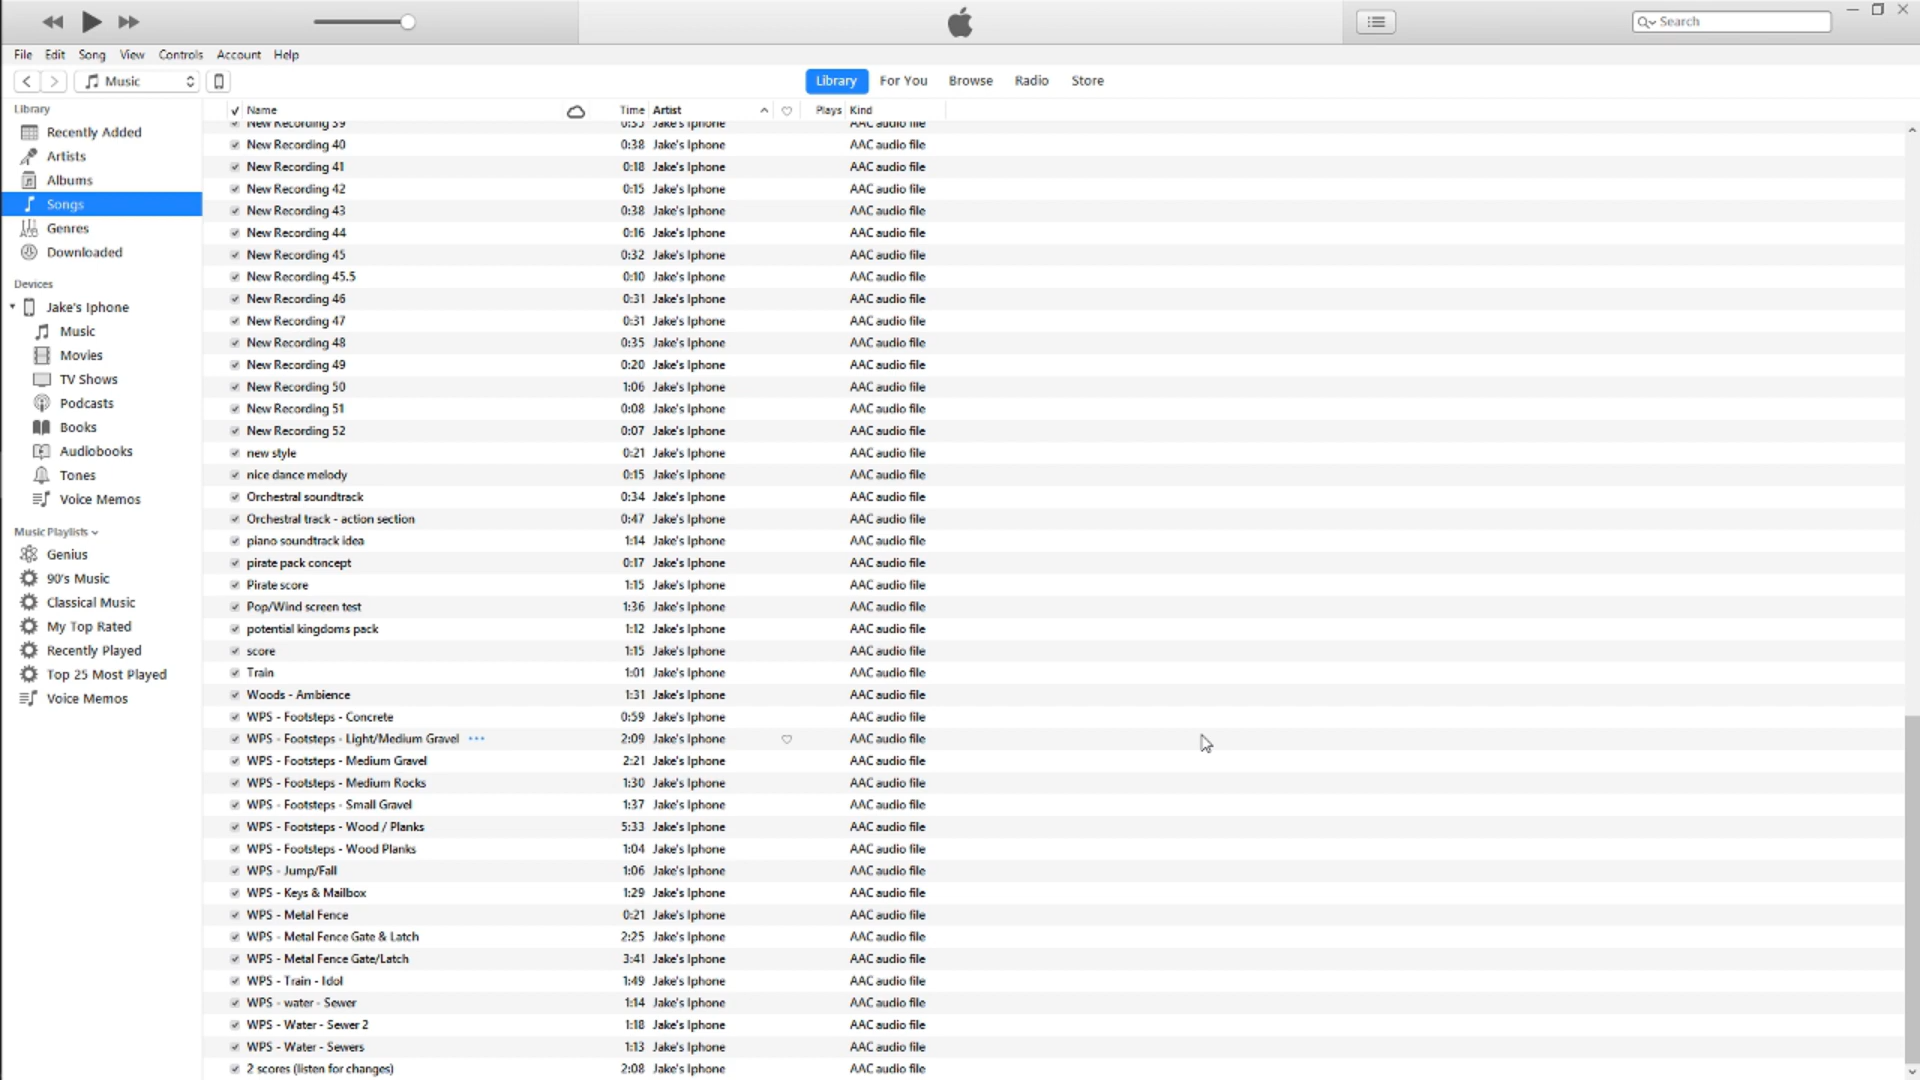 Search
File Edit Song View Controls Account Help
Music
Library For You Browse Radio Store
Library
Recently Added
Artists
Albums
Songs
Genres
Downloaded
Devices
Jake's Iphone
Music
Movies
TV Shows
Podcasts
Books
Audiobooks
Tones
Voice Memos
Music Playlists
Genius
90's Music
Classical Music
My Top Rated
Recently Played
Top 25 Most Played
Voice Memos
Name Time Artist Plays Kind
New Recording 39 0:35 Jake's Iphone AAC audio file
New Recording 40 0:38 Jake's Iphone AAC audio file
New Recording 41 0:18 Jake's Iphone AAC audio file
New Recording 42 0:15 Jake's Iphone AAC audio file
New Recording 43 0:38 Jake's Iphone AAC audio file
New Recording 44 0:16 Jake's Iphone AAC audio file
New Recording 45 0:32 Jake's Iphone AAC audio file
New Recording 45.5 0:10 Jake's Iphone AAC audio file
New Recording 46 0:31 Jake's Iphone AAC audio file
New Recording 47 0:31 Jake's Iphone AAC audio file
New Recording 48 0:35 Jake's Iphone AAC audio file
New Recording 49 0:20 Jake's Iphone AAC audio file
New Recording 50 1:06 Jake's Iphone AAC audio file
New Recording 51 0:08 Jake's Iphone AAC audio file
New Recording 52 0:07 Jake's Iphone AAC audio file
new style 0:21 Jake's Iphone AAC audio file
nice dance melody 0:15 Jake's Iphone AAC audio file
Orchestral soundtrack 0:34 Jake's Iphone AAC audio file
Orchestral track - action section 0:47 Jake's Iphone AAC audio file
piano soundtrack idea 1:14 Jake's Iphone AAC audio file
pirate pack concept 0:17 Jake's Iphone AAC audio file
Pirate score 1:15 Jake's Iphone AAC audio file
Pop/Wind screen test 1:36 Jake's Iphone AAC audio file
potential kingdoms pack 1:12 Jake's Iphone AAC audio file
score 1:15 Jake's Iphone AAC audio file
Train 1:01 Jake's Iphone AAC audio file
Woods - Ambience 1:31 Jake's Iphone AAC audio file
WPS - Footsteps - Concrete 0:59 Jake's Iphone AAC audio file
WPS - Footsteps - Light/Medium Gravel ••• 2:09 Jake's Iphone AAC audio file
WPS - Footsteps - Medium Gravel 2:21 Jake's Iphone AAC audio file
WPS - Footsteps - Medium Rocks 1:30 Jake's Iphone AAC audio file
WPS - Footsteps - Small Gravel 1:37 Jake's Iphone AAC audio file
WPS - Footsteps - Wood / Planks 5:33 Jake's Iphone AAC audio file
WPS - Footsteps - Wood Planks 1:04 Jake's Iphone AAC audio file
WPS - Jump/Fall 1:06 Jake's Iphone AAC audio file
WPS - Keys & Mailbox 1:29 Jake's Iphone AAC audio file
WPS - Metal Fence 0:21 Jake's Iphone AAC audio file
WPS - Metal Fence Gate & Latch 2:25 Jake's Iphone AAC audio file
WPS - Metal Fence Gate/Latch 3:41 Jake's Iphone AAC audio file
WPS - Train - Idol 1:49 Jake's Iphone AAC audio file
WPS - water - Sewer 1:14 Jake's Iphone AAC audio file
WPS - Water - Sewer 2 1:18 Jake's Iphone AAC audio file
WPS - Water - Sewers 1:13 Jake's Iphone AAC audio file
2 scores (listen for changes) 2:08 Jake's Iphone AAC audio file